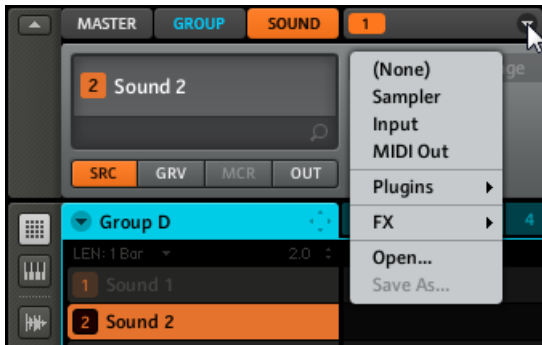 MASTER GROUP SOUND 1
2 Sound 2
SRC GRV MCR OUT
(None)
Sampler
Input
MIDI Out
Plugins
FX
Open...
Save As...
Group D 4
LEN: 1 Bar 2.0
1 Sound 1
2 Sound 2